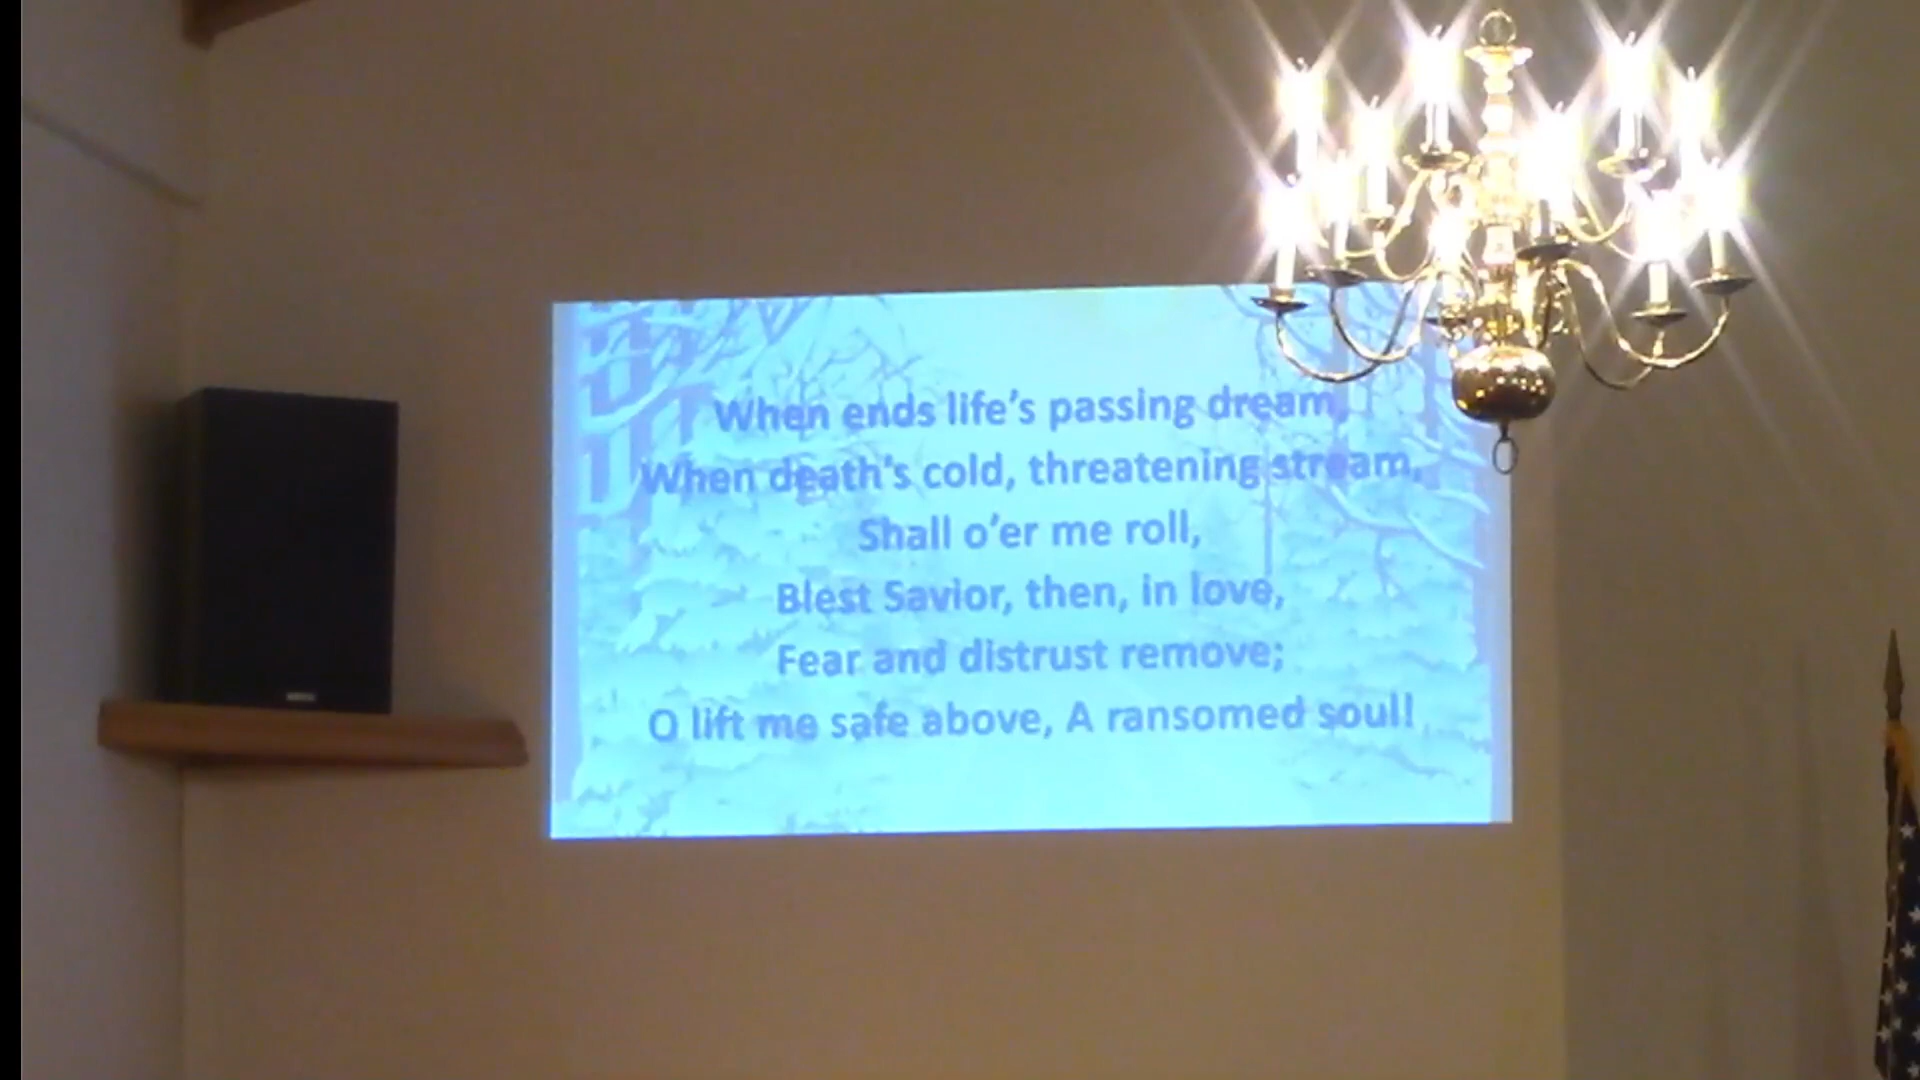 When ends life's passing dream,
When death's cold, threatening stream,
Shall o'er me roll,
Blest Savior, then, in love,
Fear and distrust remove;
O lift me safe above, A ransomed soul!